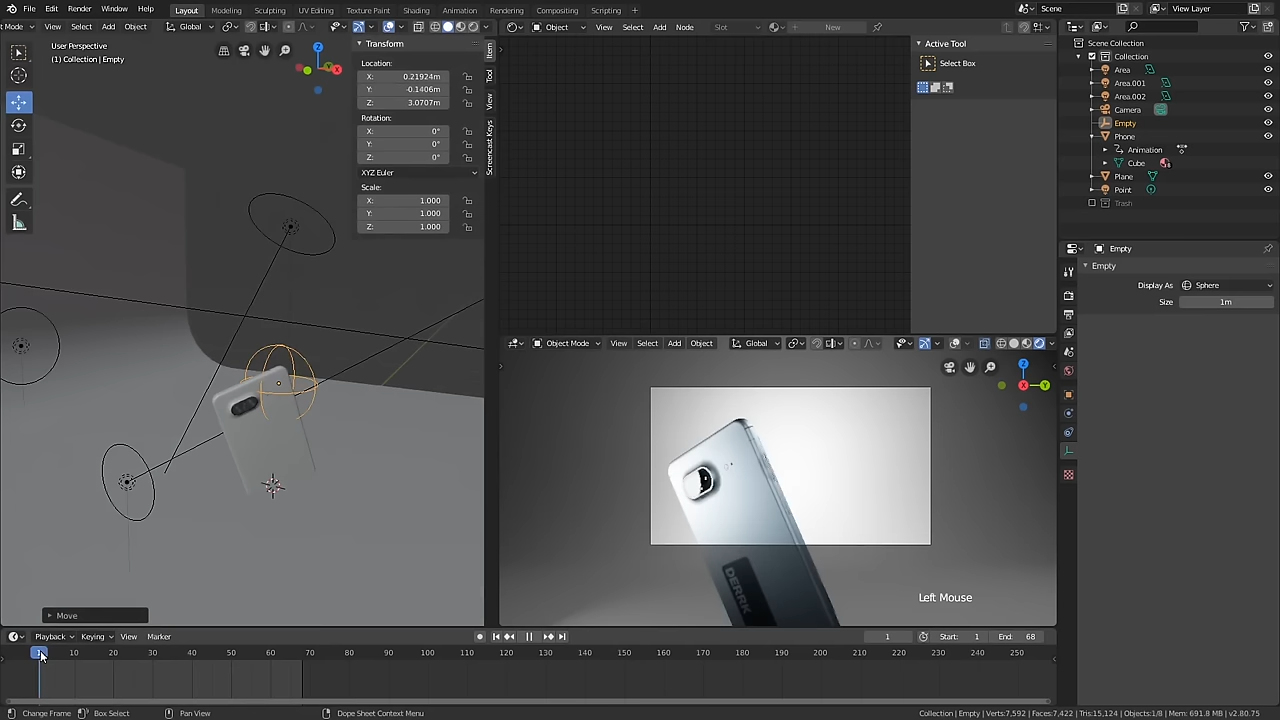 File Edit Render Window Help Layout Modeling Sculpting UV Editing Texture Paint Shading Animation Rendering Compositing Scripting + Scene View Layer
t Mode View Select Add Object Global
Object View Select Add Node Slot New
User Perspective
(1) Collection | Empty
Transform
Location:
X: 0.21924m
Y: -0.1406m
Z: 3.0707m
Rotation:
X: 0°
Y: 0°
Z: 0°
XYZ Euler
Scale:
X: 1.000
Y: 1.000
Z: 1.000
Item
Tool
View
Screencast Keys
Active Tool
Select Box
Scene Collection
Collection
Area
Area.001
Area.002
Camera
Empty
Phone
Animation
Cube
Plane
Point
Trash
Empty
Empty
Display As Sphere
Size 1m
Object Mode View Select Add Object Global
DERRK
Left Mouse
Move
Playback Keying View Marker 1 Start: 1 End: 68
1 10 20 30 40 50 60 70 80 90 100 110 120 130 140 150 160 170 180 190 200 210 220 230 240 250
Change Frame Box Select Pan View Dope Sheet Context Menu Collection | Empty | Verts:7,592 | Faces:7,422 | Tris:15,124 | Objects:1/8 | Mem: 691.8 MB | v2.80.75